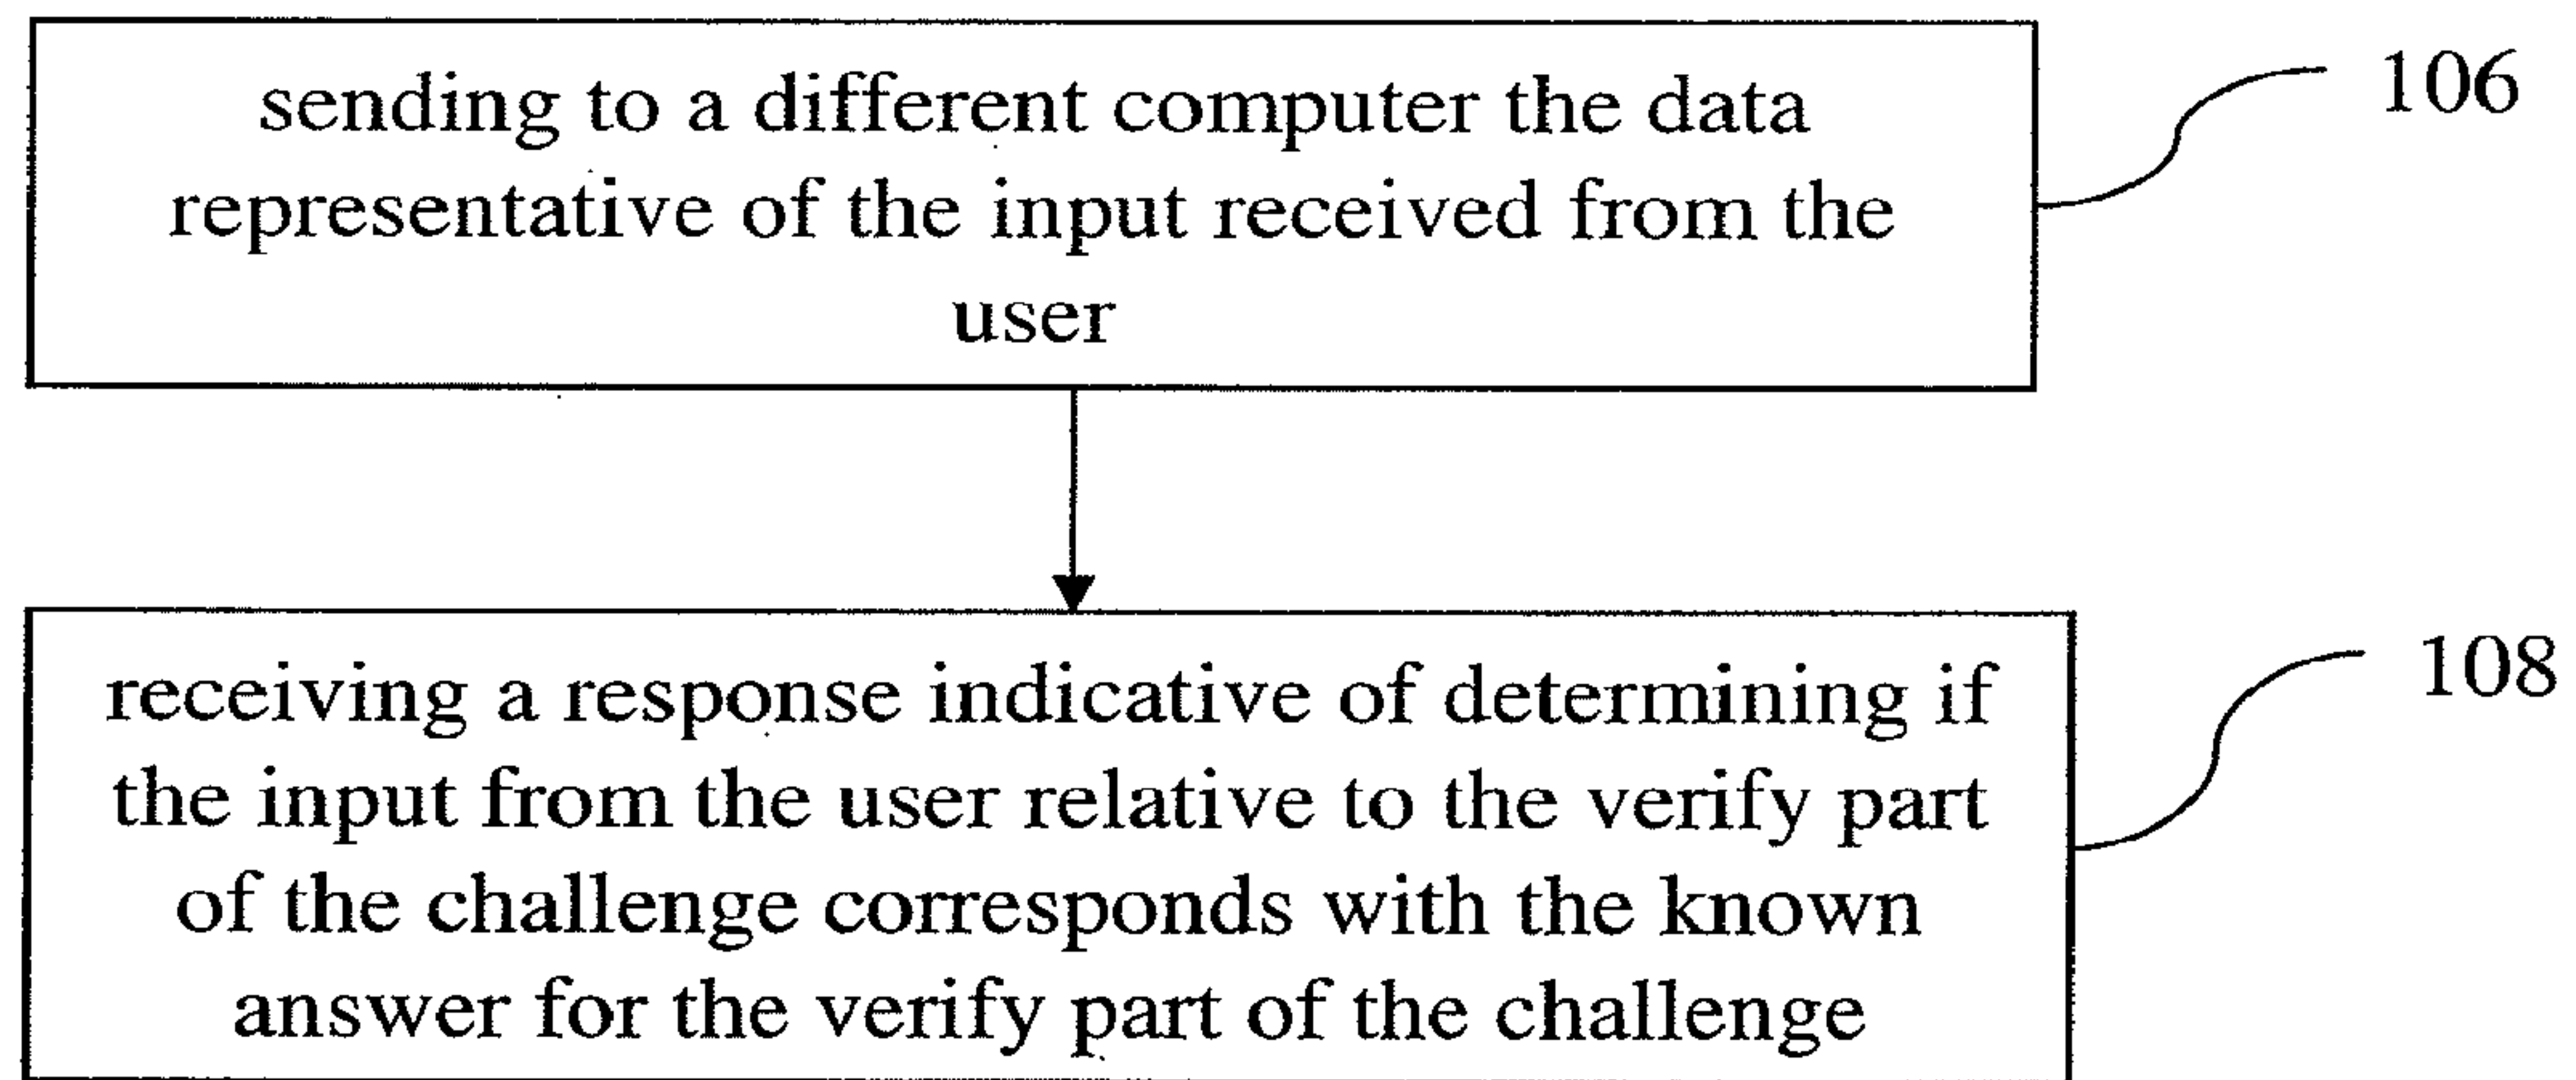 sending to a different computer the data
representative of the input received from the
user
106
receiving a response indicative of determining if
the input from the user relative to the verify part
of the challenge corresponds with the known
answer for the verify part of the challenge
108